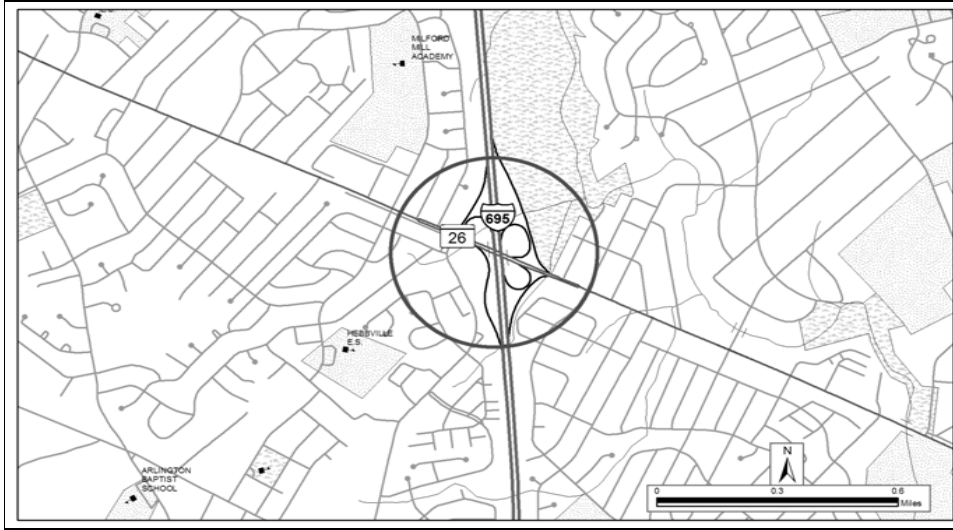 MILFORD
MILL
ACADEMY
695
26
HEBBVILLE
E.S.
ARLINGTON
BAPTIST
SCHOOL
N
0 0.3 0.6
Miles